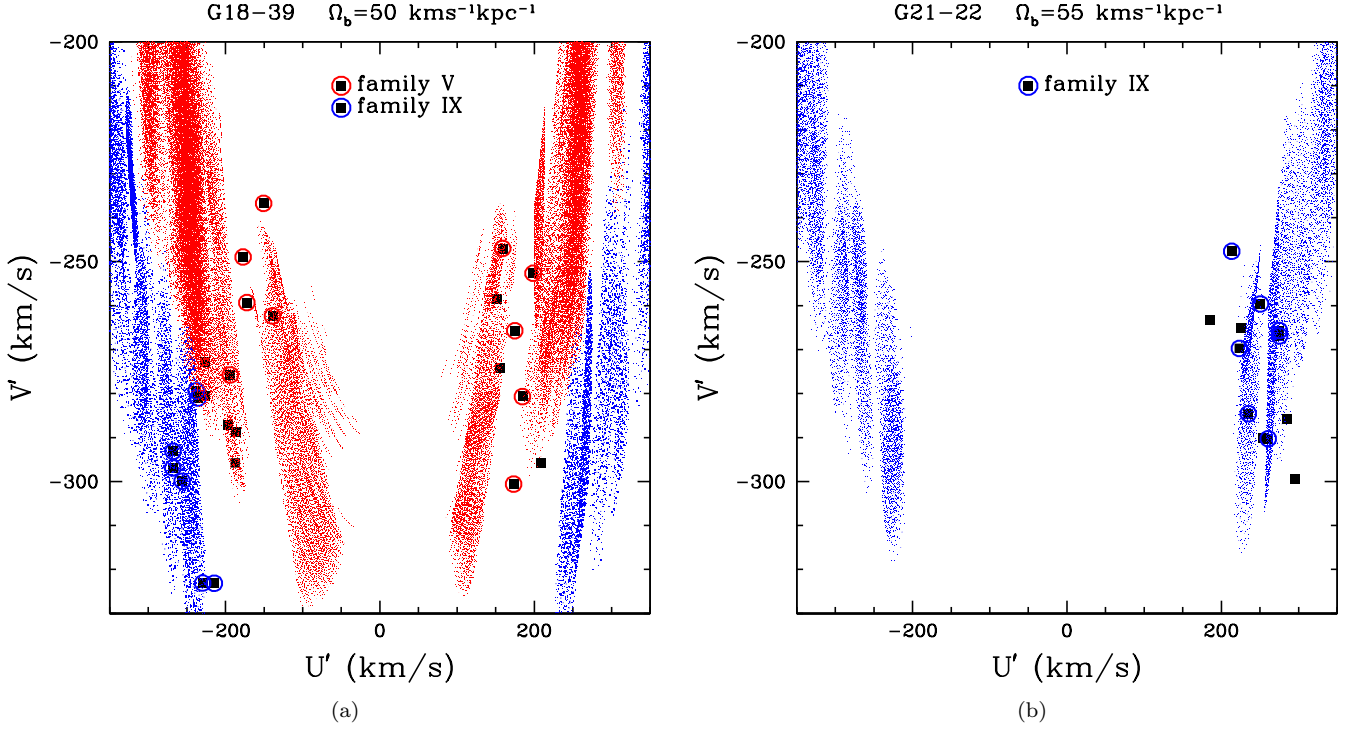 G18−39 Ω_b=50 kms⁻¹kpc⁻¹
−200
−250
−300
V′ (km/s)
family V
family IX
−200 0 200
U′ (km/s)
(a)
G21−22 Ω_b=55 kms⁻¹kpc⁻¹
−200
−250
−300
V′ (km/s)
family IX
−200 0 200
U′ (km/s)
(b)